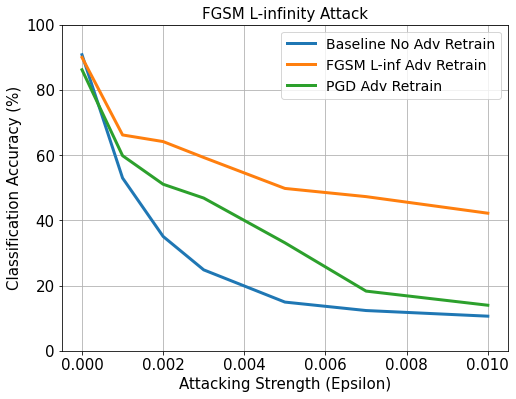 FGSM L-infinity Attack
Baseline No Adv Retrain
FGSM L-inf Adv Retrain
PGD Adv Retrain
Classification Accuracy (%)
100
80
60
40
20
0
0.000 0.002 0.004 0.006 0.008 0.010
Attacking Strength (Epsilon)